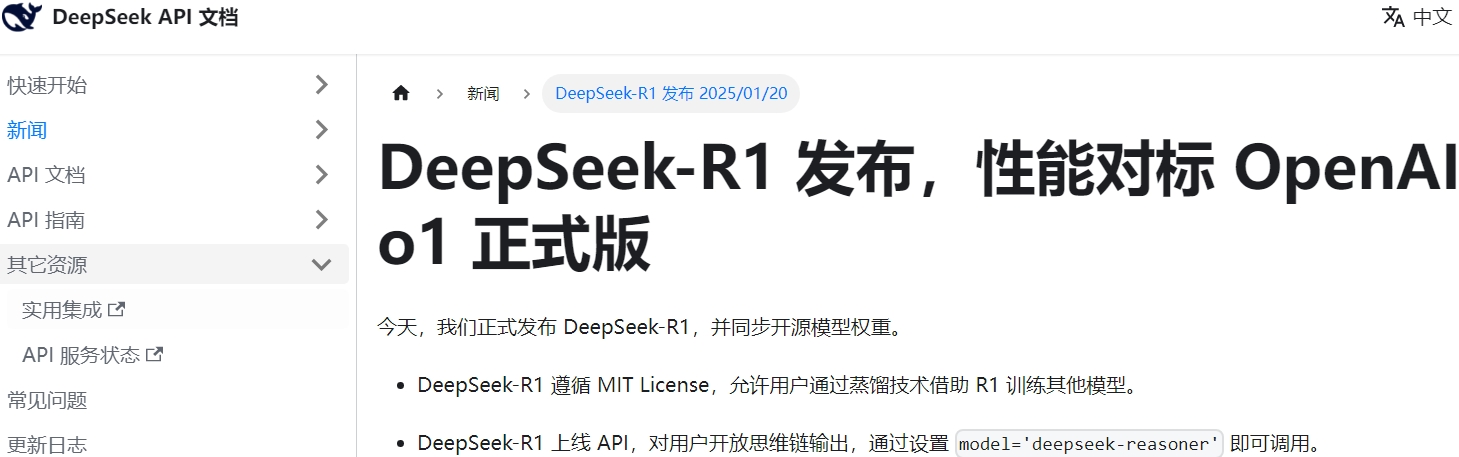 DeepSeek API 文档
中文
快速开始
新闻
API 文档
API 指南
其它资源
实用集成
API 服务状态
常见问题
更新日志
新闻
DeepSeek-R1 发布 2025/01/20
DeepSeek-R1 发布，性能对标 OpenAI
o1 正式版
今天，我们正式发布 DeepSeek-R1，并同步开源模型权重。
DeepSeek-R1 遵循 MIT License，允许用户通过蒸馏技术借助 R1 训练其他模型。
DeepSeek-R1 上线 API，对用户开放思维链输出，通过设置 model='deepseek-reasoner' 即可调用。